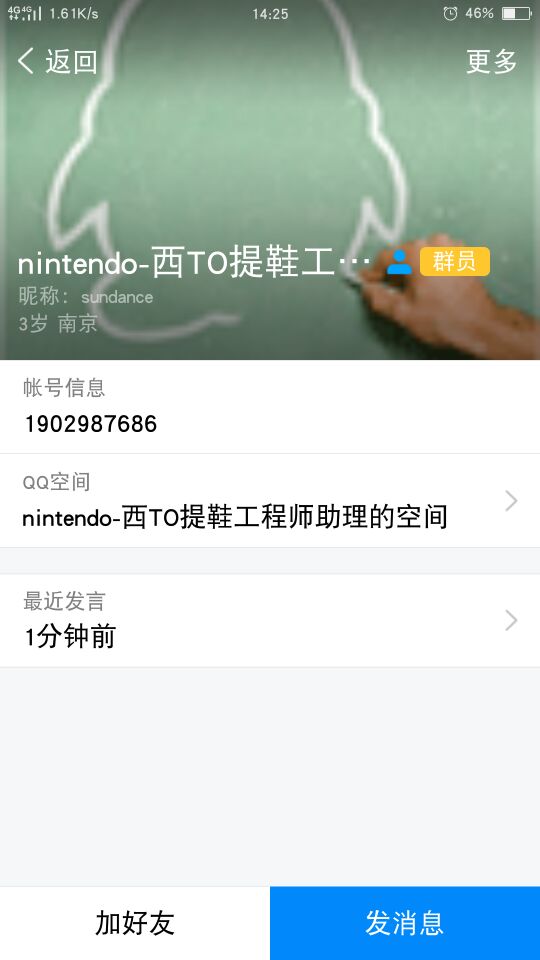 4G 4G 1.61K/s 14:25 46%
返回 更多
nintendo-西TO提鞋工… 群员
昵称：sundance
3岁 南京
帐号信息
1902987686
QQ空间
nintendo-西TO提鞋工程师助理的空间
最近发言
1分钟前
加好友 发消息